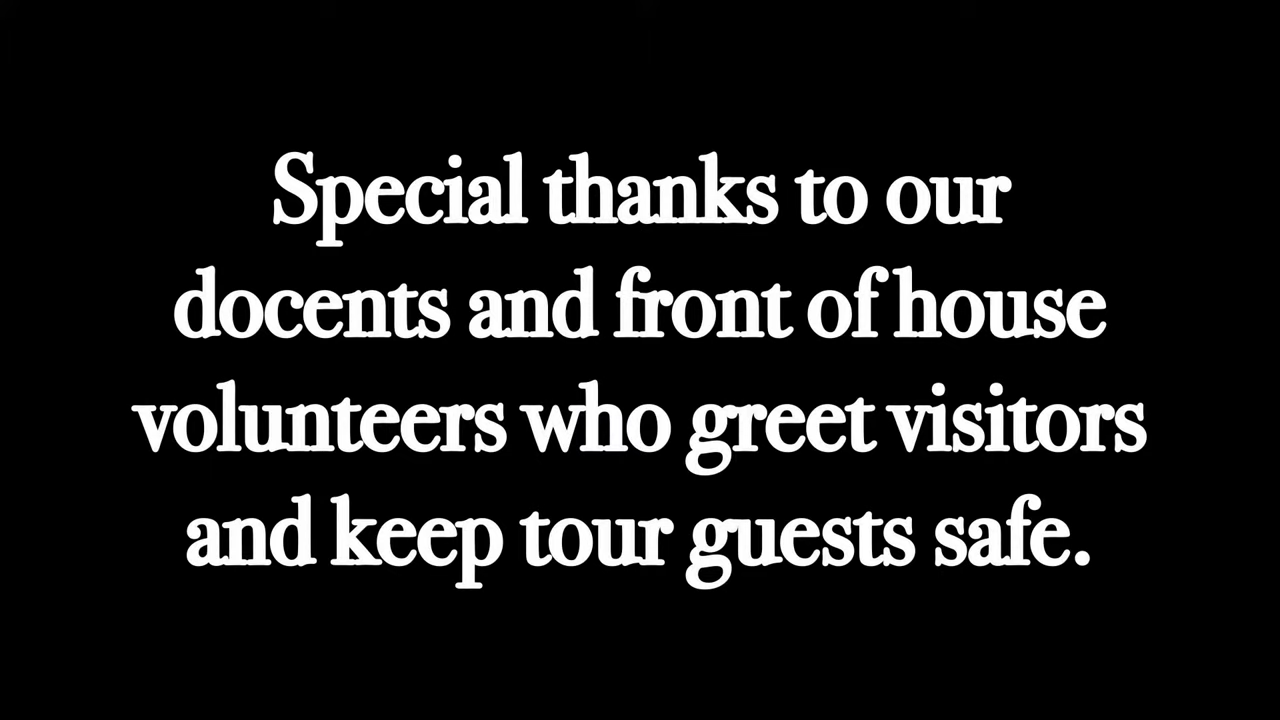 Special thanks to our
docents and front of house
volunteers who greet visitors
and keep tour guests safe.